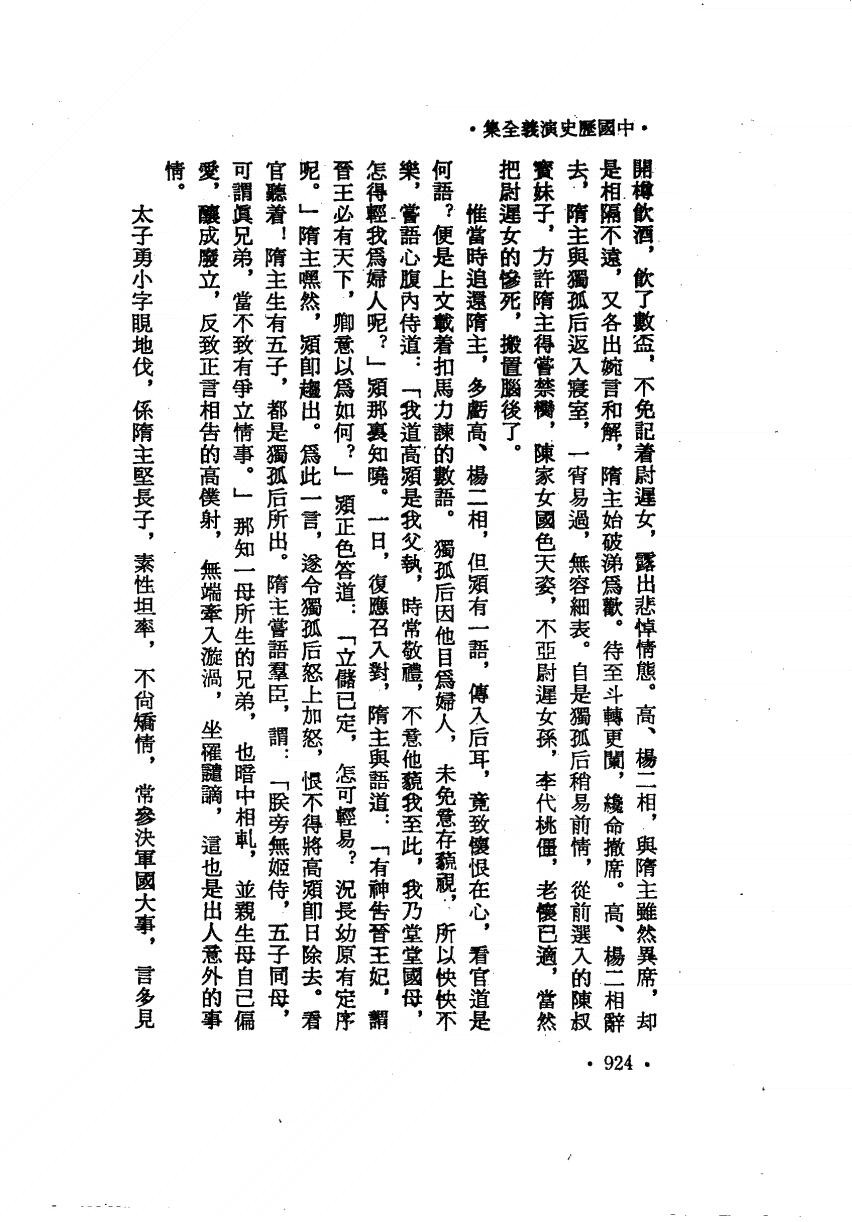 ·中國歷史演義全集·
開樽飲酒，飲了數盃，不免記着尉遲女，露出悲悼情態。高、楊二相，與隋主雖然異席，却
是相隔不遠，又各出婉言和解，隋主始破涕爲歡。待至斗轉更闌，纔命撤席。高、楊二相辭
去，隋主與獨孤后返入寢室，一宵易過，無容細表。自是獨孤后稍易前情，從前選入的陳叔
寳妹子，方許隋主得嘗禁臠，陳家女國色天姿，不亞尉遲女孫，李代桃僵，老懷已適，當然
把尉遲女的慘死，搬置腦後了。
惟當時追還隋主，多虧高、楊二相，但熲有一語，傳入后耳，竟致懷恨在心，看官道是
何語？便是上文載着扣馬力諫的數語。獨孤后因他目爲婦人，未免意存藐視，所以怏怏不
樂，嘗語心腹內侍道：「我道高熲是我父執，時常敬禮，不意他藐我至此，我乃堂堂國母，
怎得輕我爲婦人呢？」熲那裏知曉。一日，復應召入對，隋主與語道：「有神告晉王妃，謂
晉王必有天下，卿意以爲如何？」熲正色答道：「立儲已定，怎可輕易？況長幼原有定序
呢。」隋主嘿然，熲卽趨出。爲此一言，遂令獨孤后怒上加怒，恨不得將高熲卽日除去。看
官聽着！隋主生有五子，都是獨孤后所出。隋主嘗語羣臣，謂：「朕旁無姬侍，五子同母，
可謂眞兄弟，當不致有爭立情事。」那知一母所生的兄弟，也暗中相軋，並親生母自己偏
愛，釀成廢立，反致正言相告的高僕射，無端牽入漩渦，坐罹讒謫，這也是出人意外的事
情。
太子勇小字睍地伐，係隋主堅長子，素性坦率，不尙矯情，常參決軍國大事，言多見
·924·